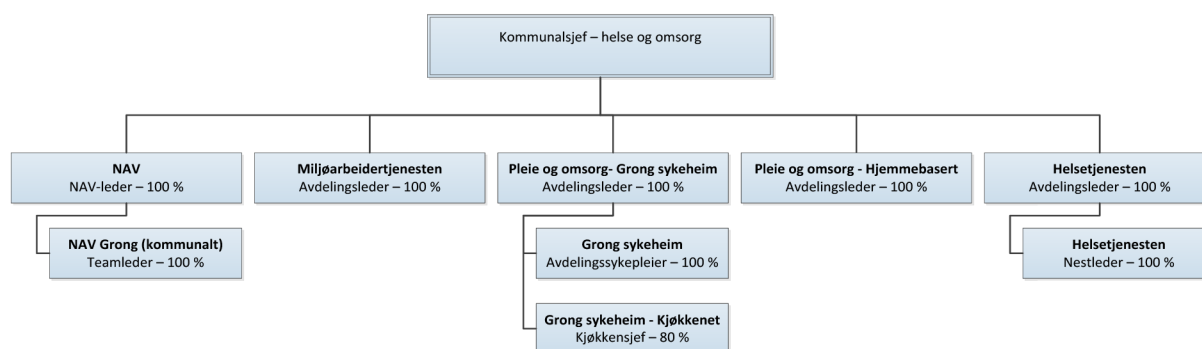 Kommunalsjef – helse og omsorg
NAV
NAV-leder – 100 %
Miljøarbeidertjenesten
Avdelingsleder – 100 %
Pleie og omsorg- Grong sykeheim
Avdelingsleder – 100 %
Pleie og omsorg - Hjemmebasert
Avdelingsleder – 100 %
Helsetjenesten
Avdelingsleder – 100 %
NAV Grong (kommunalt)
Teamleder – 100 %
Grong sykeheim
Avdelingssykepleier – 100 %
Helsetjenesten
Nestleder – 100 %
Grong sykeheim - Kjøkkenet
Kjøkkensjef – 80 %